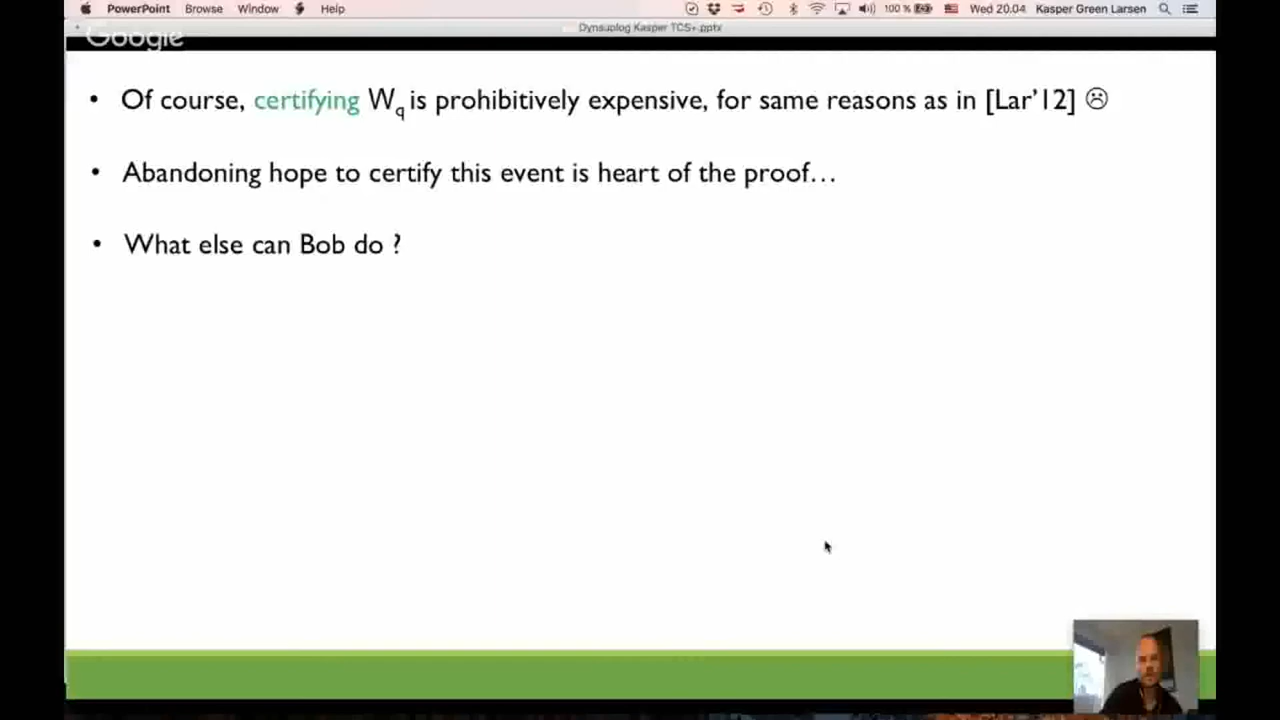 PowerPoint Browse Window Help 100 % Wed 20.04 Kasper Green Larsen
Dynsuplog Kasper TCS+.pptx
Google
• Of course, certifying Wq is prohibitively expensive, for same reasons as in [Lar'12] ☹
• Abandoning hope to certify this event is heart of the proof…
• What else can Bob do ?